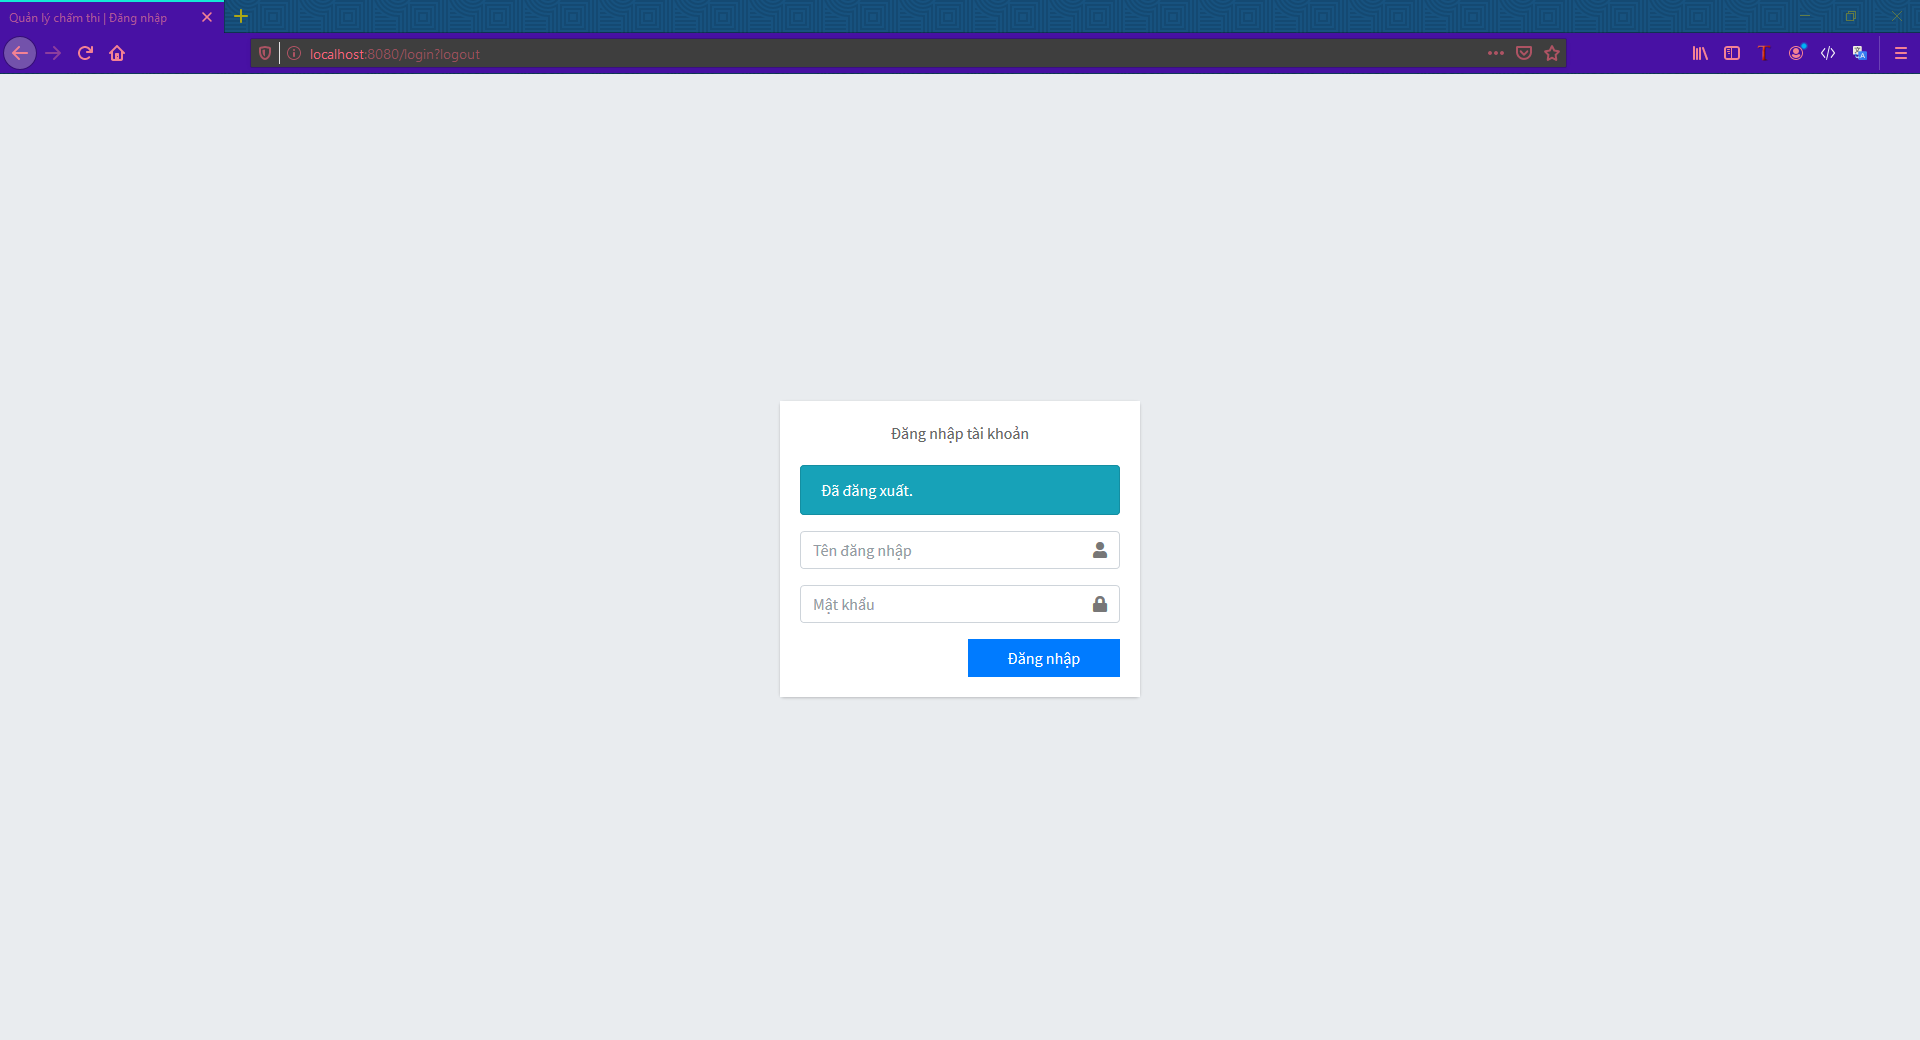 Quản lý chấm thi | Đăng nhập
localhost:8080/login?logout
Đăng nhập tài khoản
Đã đăng xuất.
Tên đăng nhập
Mật khẩu
Đăng nhập